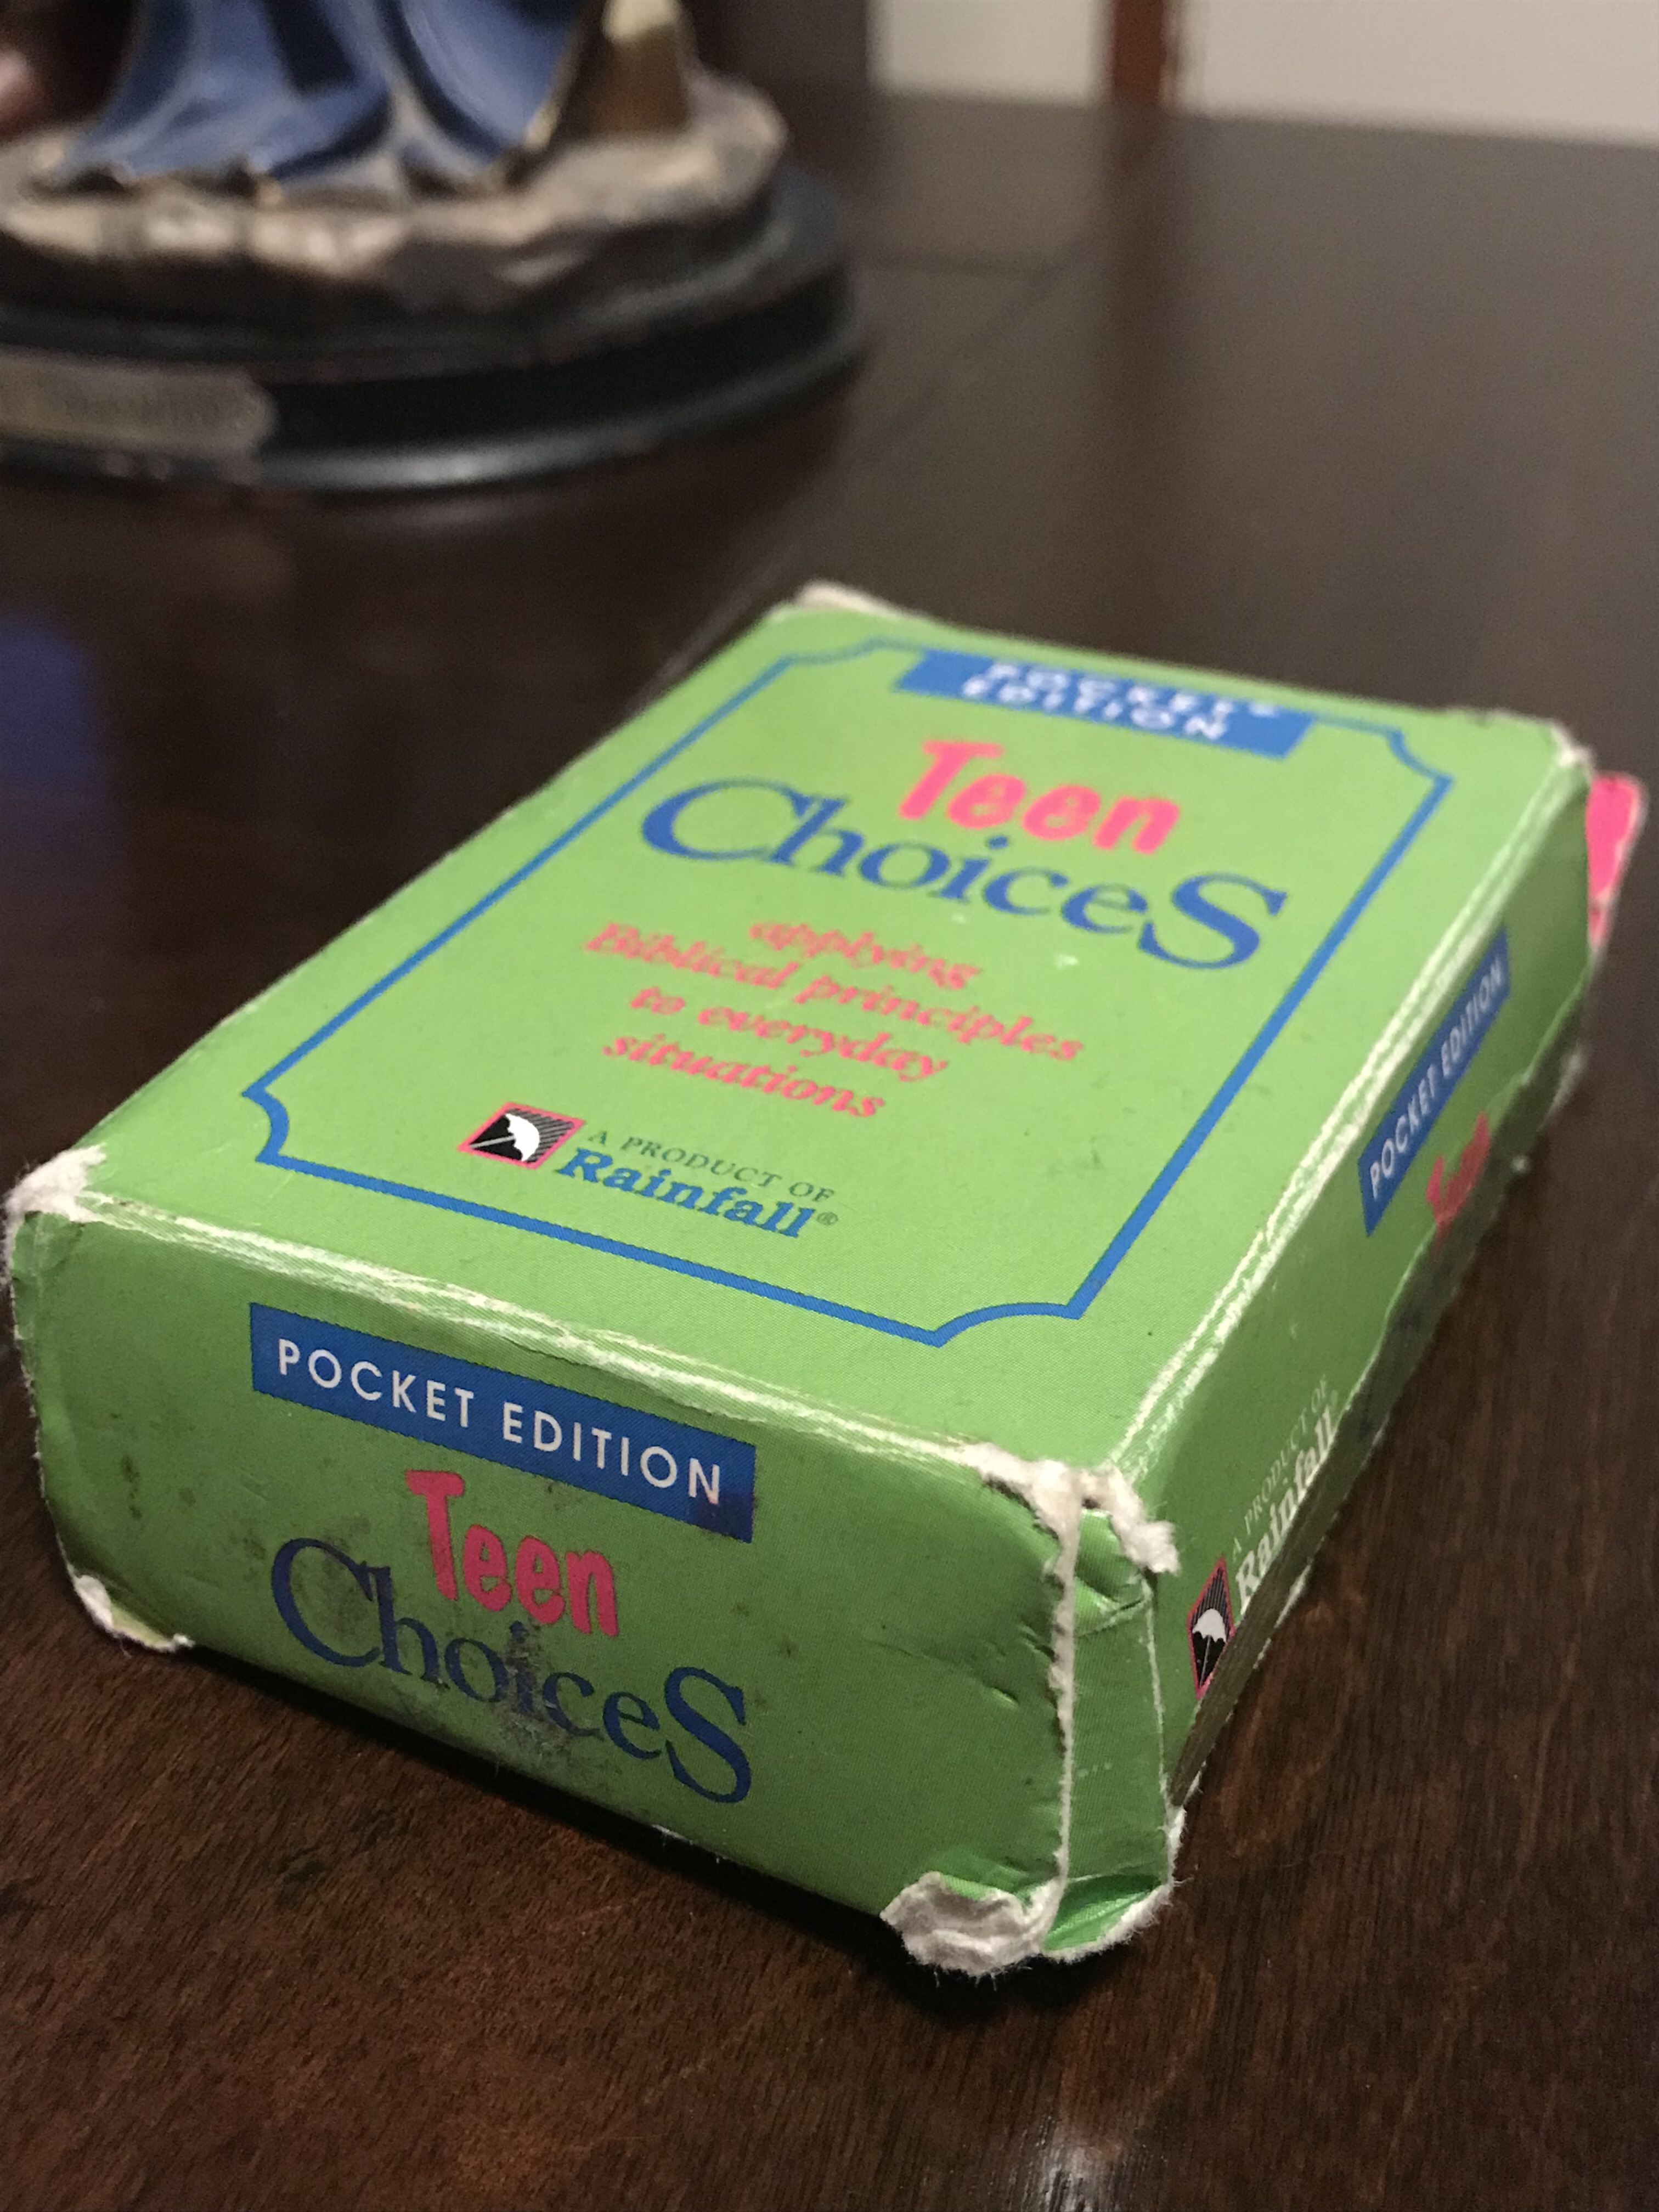 POCKET®
EDITION
Teen
ChoiceS
applying
Biblical principles
to everyday
situations
A PRODUCT OF
Rainfall®
POCKET EDITION
Teen
ChoiceS
POCKET EDITION
A PRODUCT OF
Rainfall®